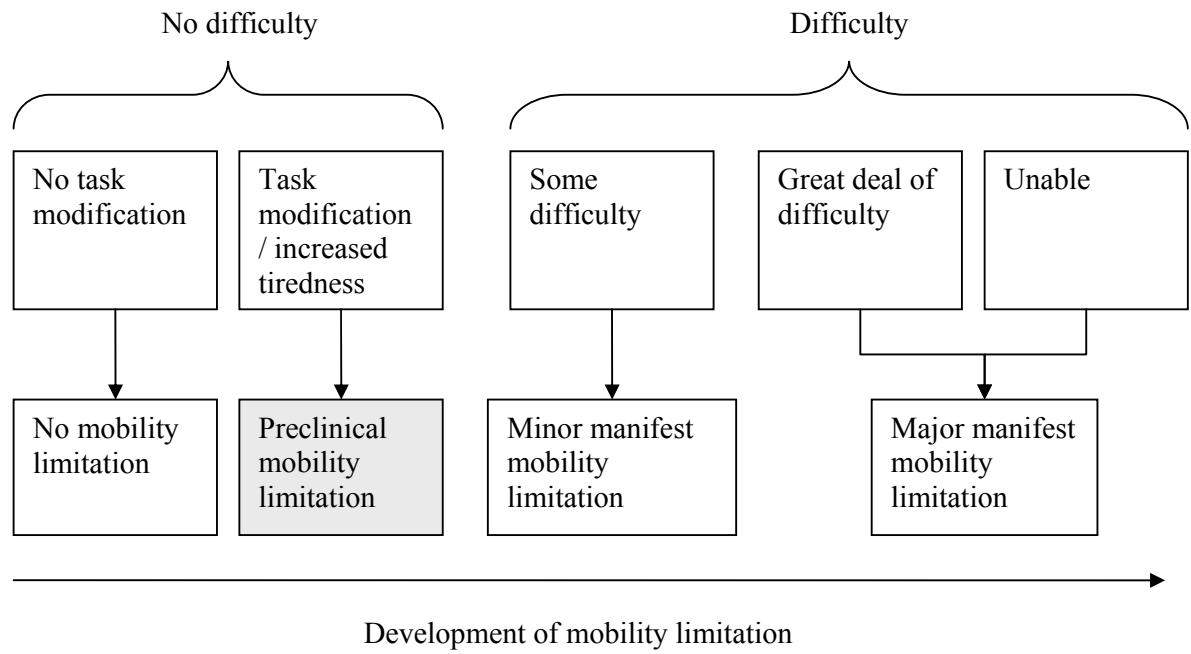 No difficulty
Difficulty
No task
modification
Task
modification
/ increased
tiredness
Some
difficulty
Great deal of
difficulty
Unable
No mobility
limitation
Preclinical
mobility
limitation
Minor manifest
mobility
limitation
Major manifest
mobility
limitation
Development of mobility limitation